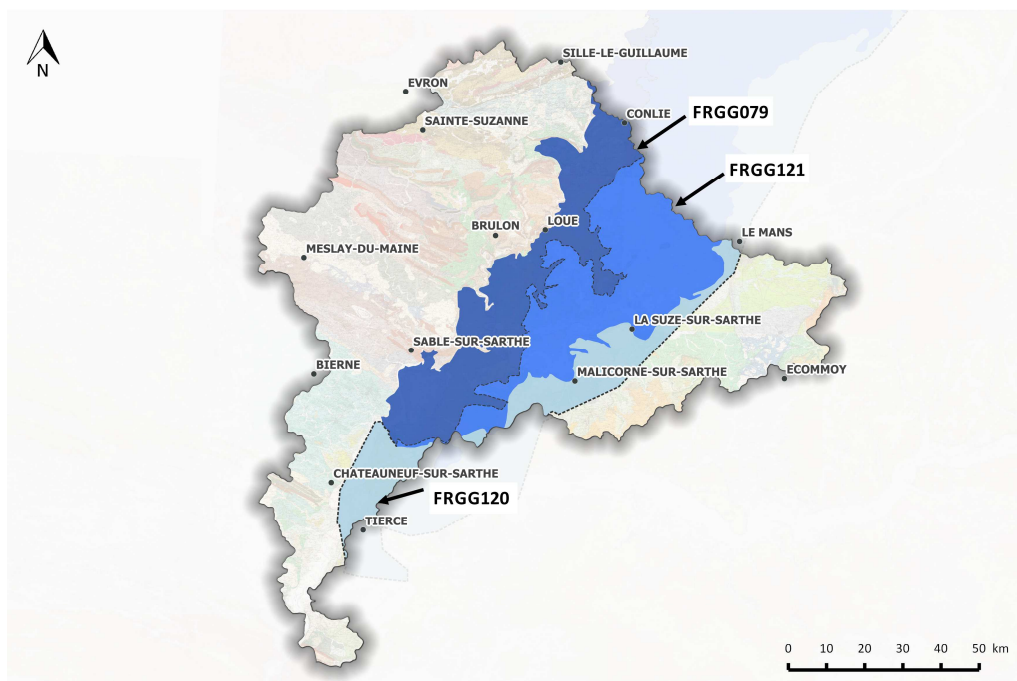 SILLE-LE-GUILLAUME
N
EVRON
CONLIE
FRGG079
SAINTE-SUZANNE
FRGG121
BRULON
LOUE
LE MANS
MESLAY-DU-MAINE
LA SUZE-SUR-SARTHE
SABLE-SUR-SARTHE
BIERNE
MALICORNE-SUR-SARTHE
ECOMMOY
CHATEAUNEUF-SUR-SARTHE
FRGG120
TIERCE
0 10 20 30 40 50 km